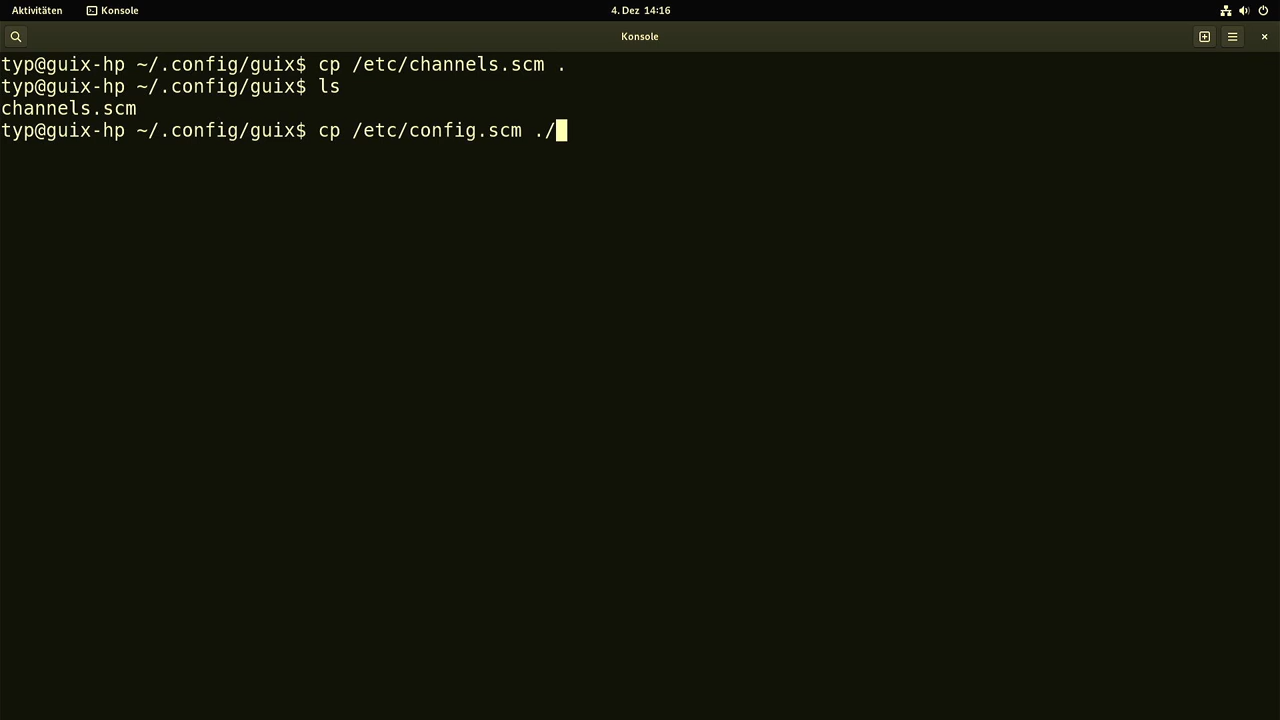 Aktivitäten Konsole 4. Dez 14:16
Konsole
typ@guix-hp ~/.config/guix$ cp /etc/channels.scm .
typ@guix-hp ~/.config/guix$ ls
channels.scm
typ@guix-hp ~/.config/guix$ cp /etc/config.scm ./